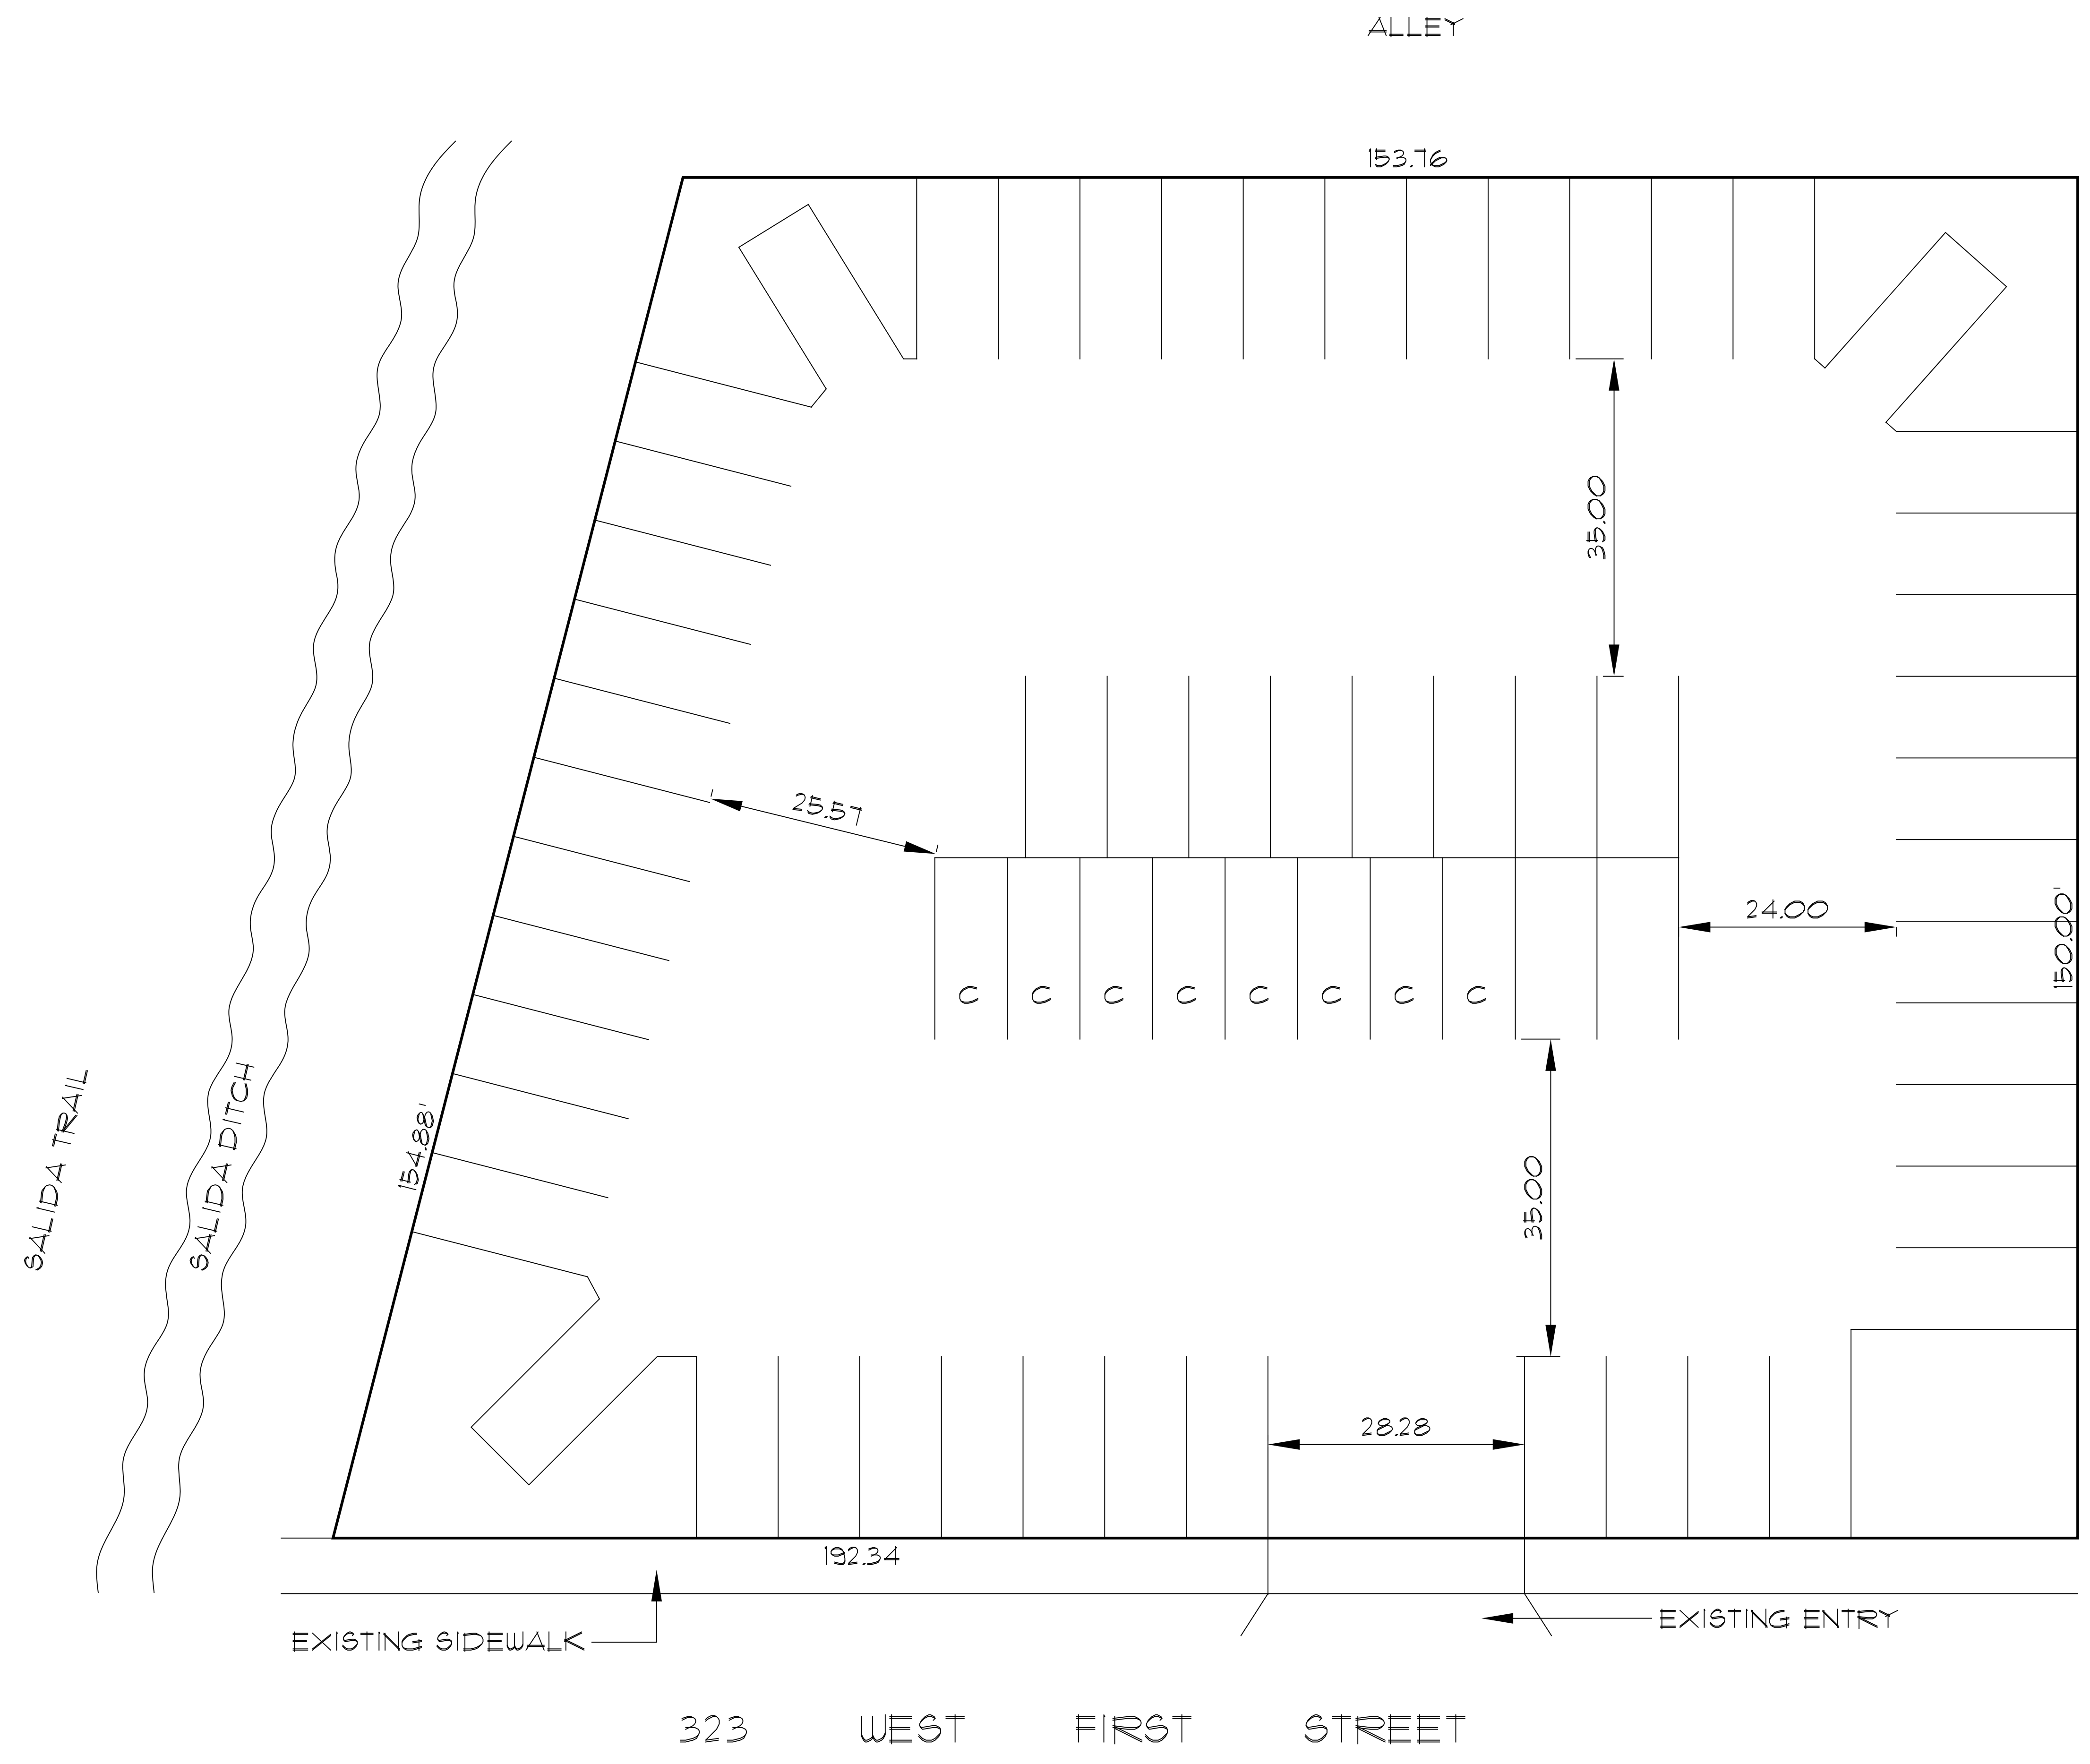 ALLEY
153.76
35.00
25.57
24.00
150.00'
C C C C C C C C
SALIDA TRAIL
SALIDA DITCH
154.88'
35.00
28.28
192.34
EXISTING SIDEWALK
EXISTING ENTRY
323 WEST FIRST STREET